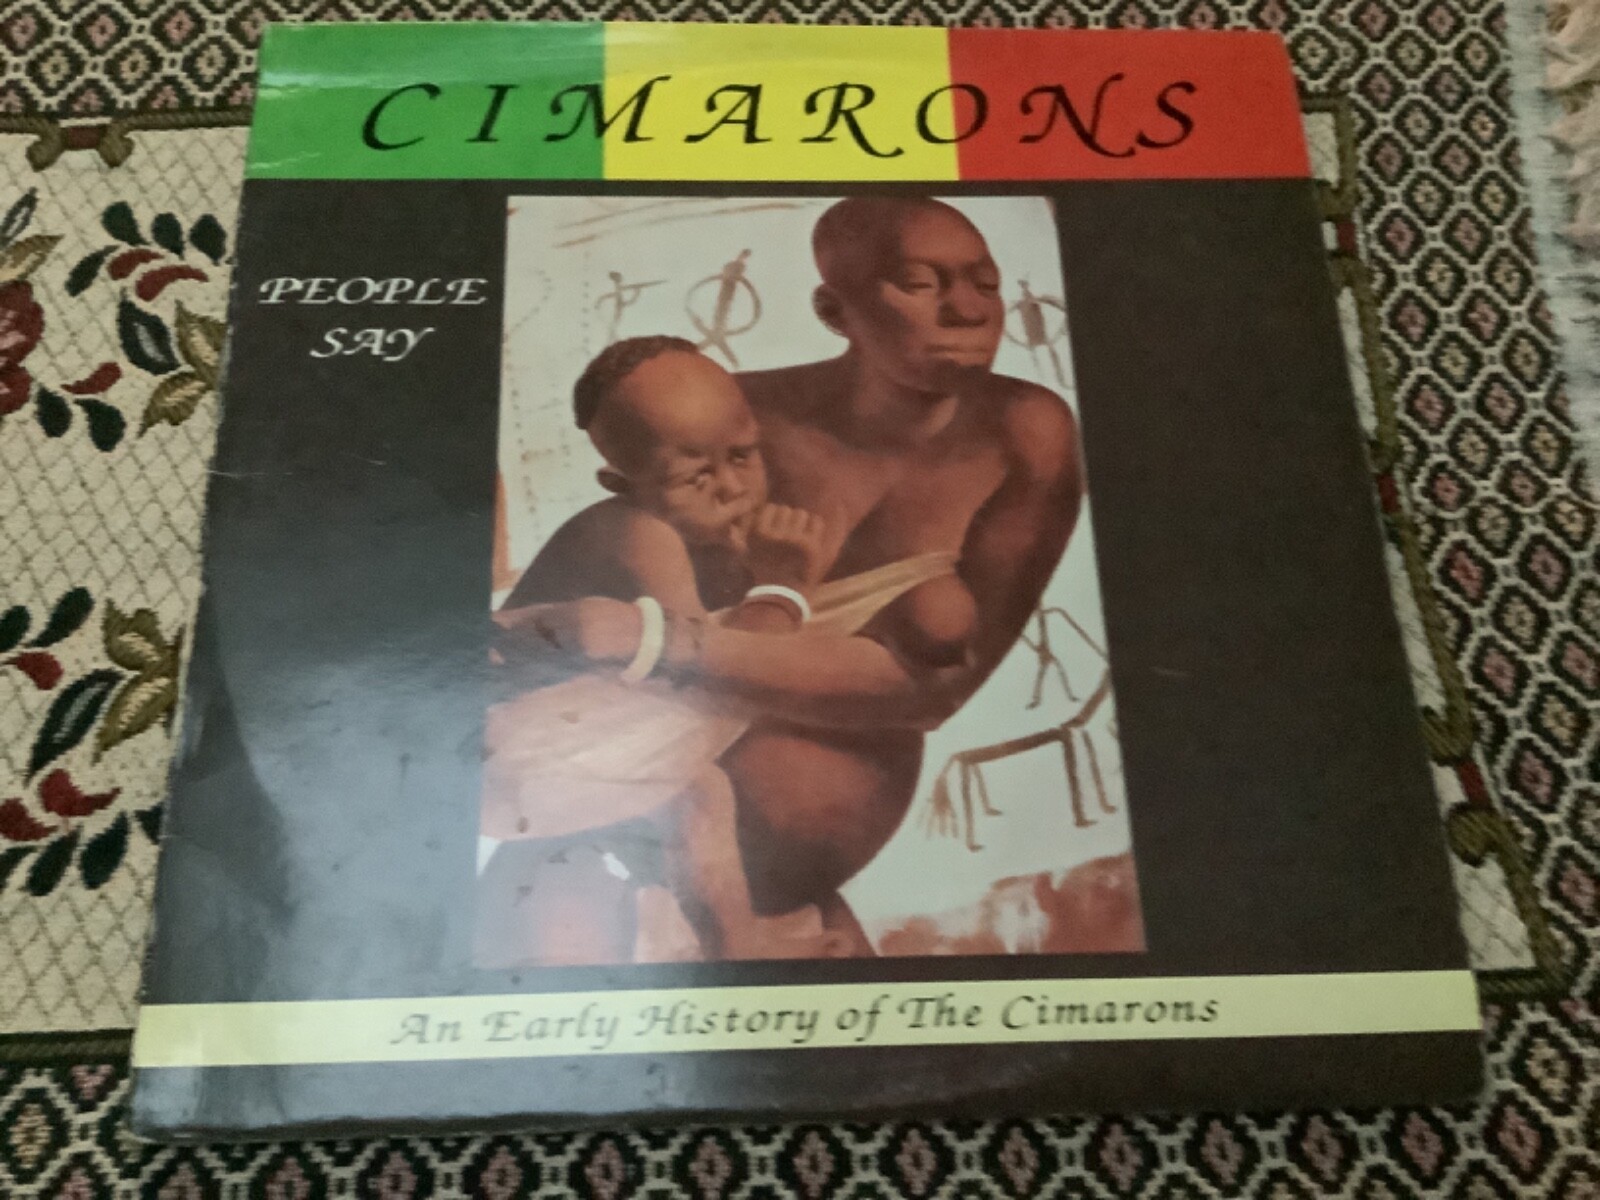 CIMARONS
PEOPLE
SAY
An Early History of The Cimarons